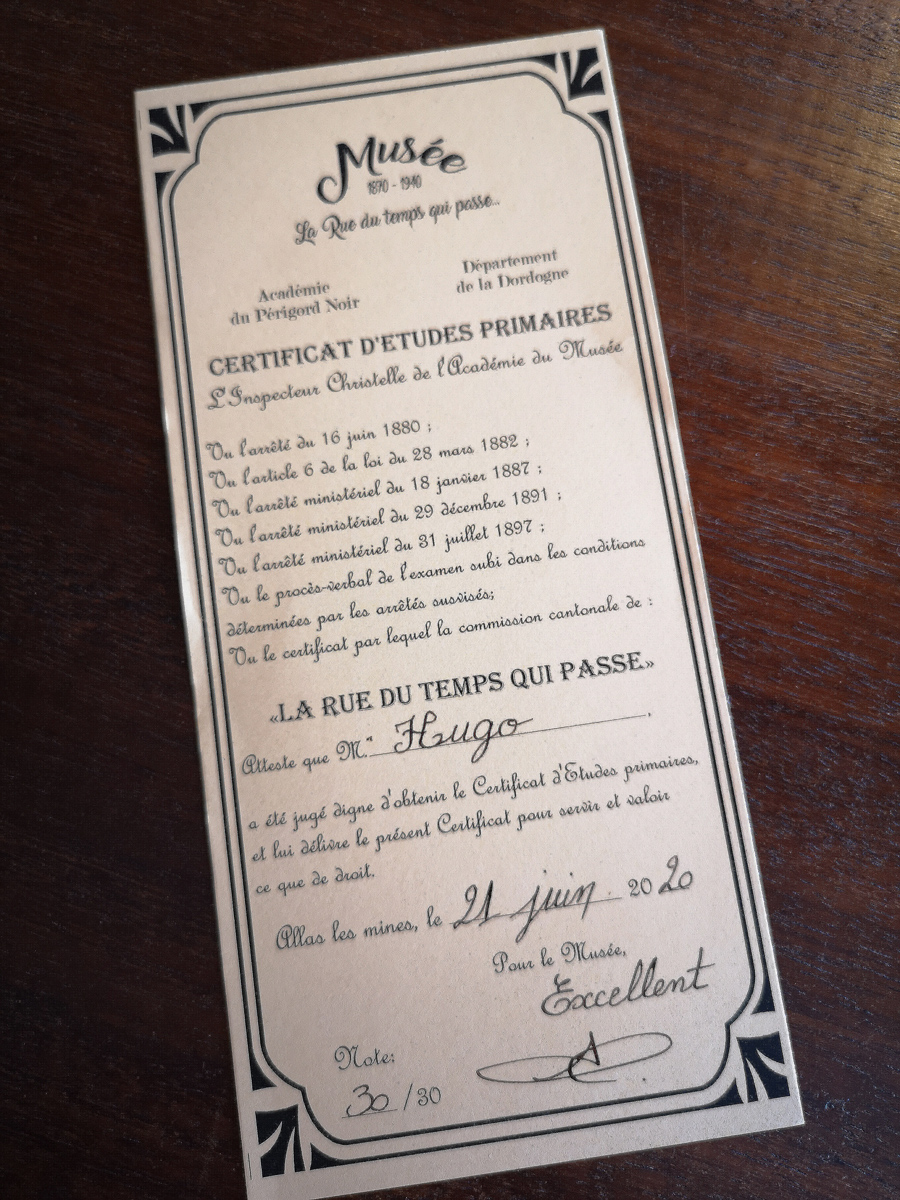 Musée
1870 - 1940
La Rue du temps qui passe...
Académie
du Périgord Noir
Département
de la Dordogne
CERTIFICAT D'ETUDES PRIMAIRES
L'Inspecteur Christelle de l'Académie du Musée
Vu l'arrêté du 16 juin 1880 ;
Vu l'article 6 de la loi du 28 mars 1882 ;
Vu l'arrêté ministériel du 18 janvier 1887 ;
Vu l'arrêté ministériel du 29 décembre 1891 ;
Vu l'arrêté ministériel du 31 juillet 1897 ;
Vu le procès-verbal de l'examen subi dans les conditions
déterminées par les arrêtés susvisés;
Vu le certificat par lequel la commission cantonale de :
«LA RUE DU TEMPS QUI PASSE»
Atteste que M." Hugo.
a été jugé digne d'obtenir le Certificat d'Etudes primaires,
et lui délivre le présent Certificat pour servir et valoir
ce que de droit.
Allas les mines, le 21 juin 2020
Pour le Musée,
Excellent
Note:
30 /30